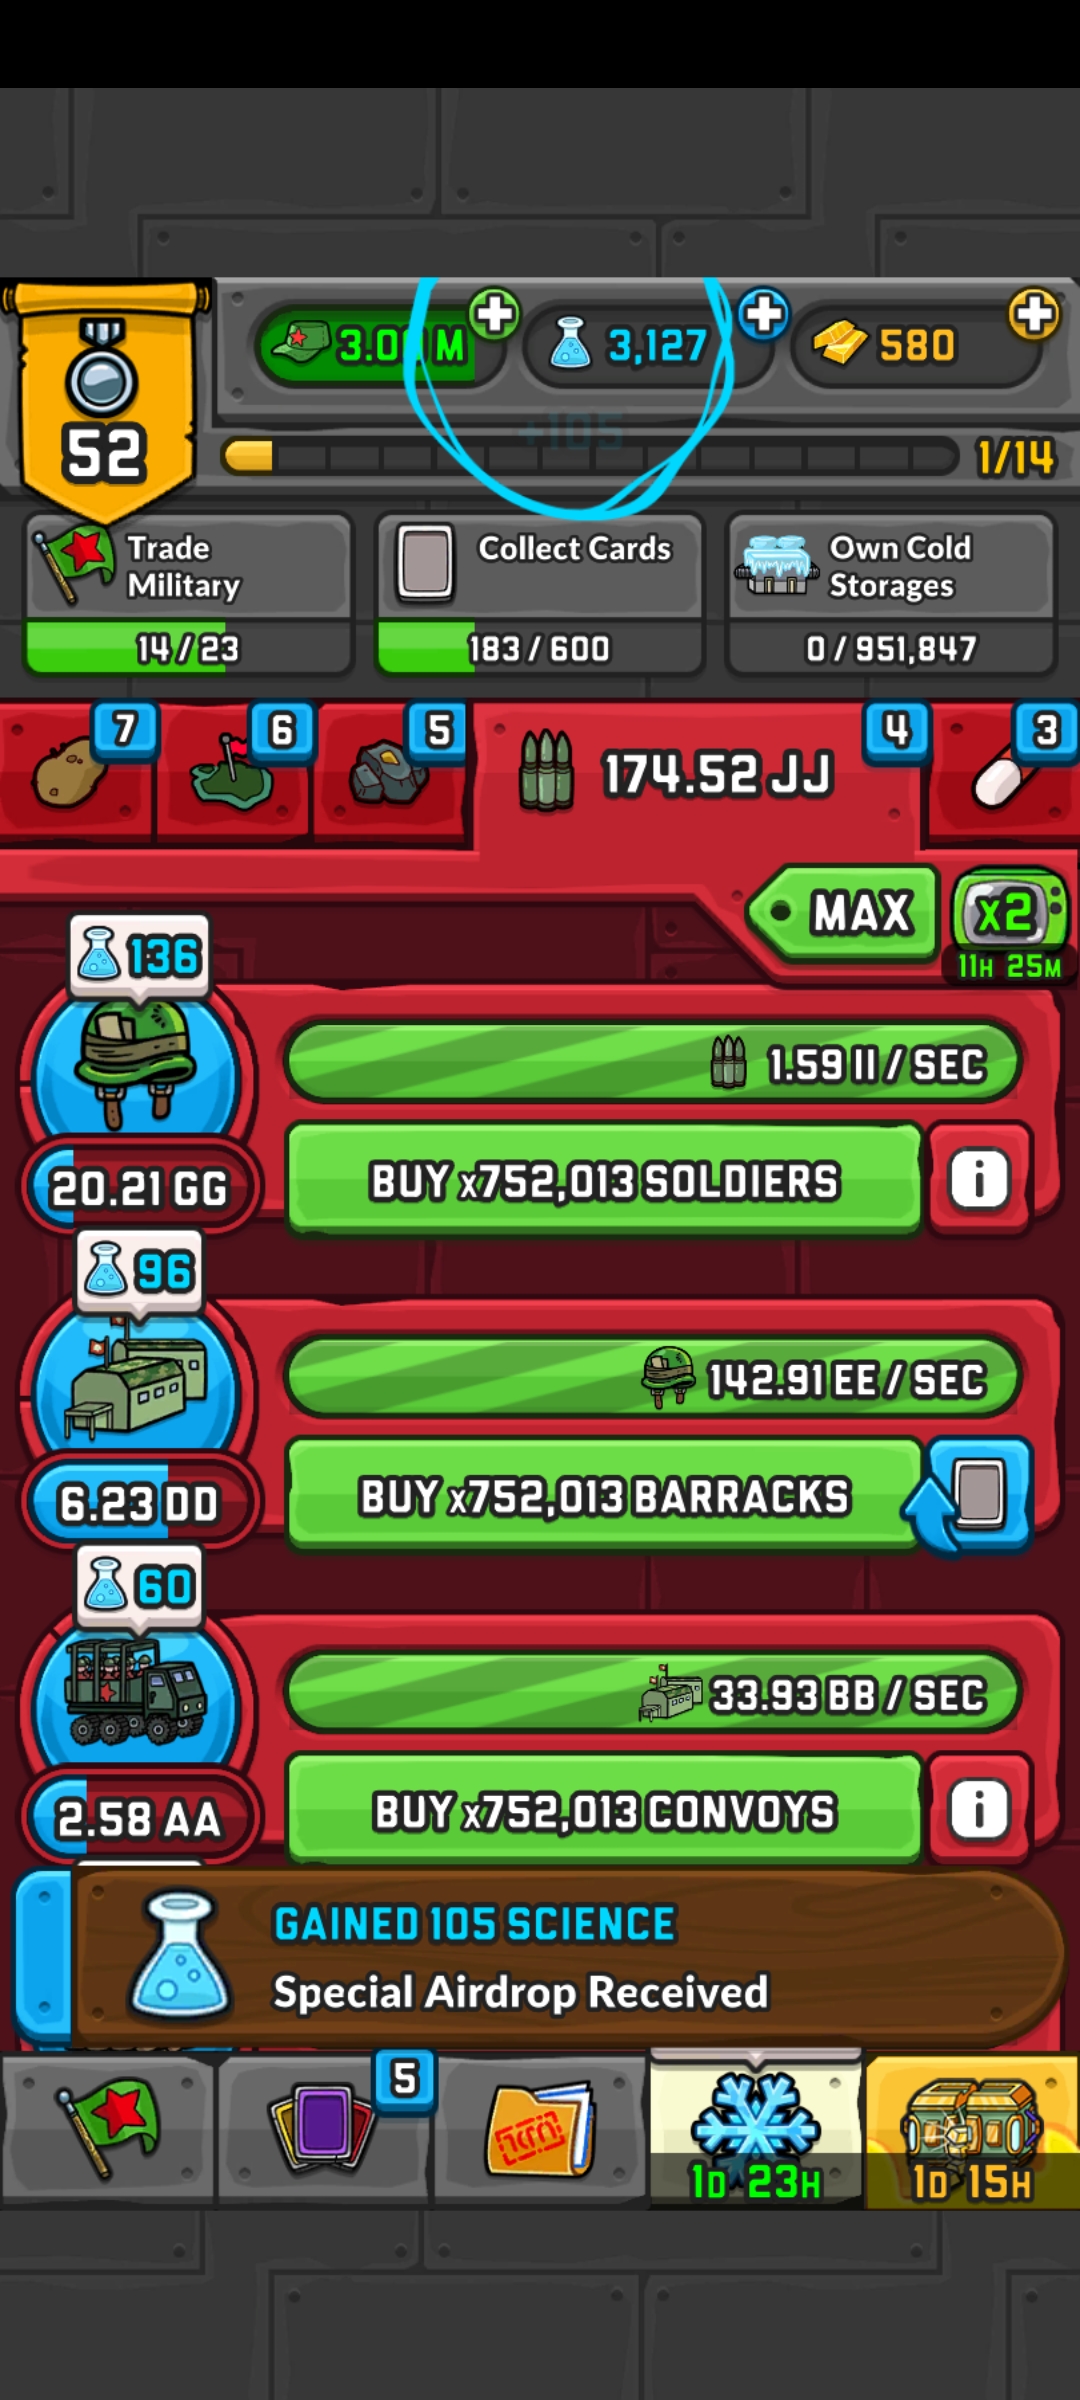 3.0 M
3,127
580
+105
52
1/14
Trade
Military
14/23
Collect Cards
183/600
Own Cold
Storages
0/951,847
7
6
5
174.52 JJ
4
3
MAX
x2
11H 25M
136
1.59 II / SEC
20.21 GG
BUY x752,013 SOLDIERS
i
96
142.91 EE / SEC
6.23 DD
BUY x752,013 BARRACKS
60
33.93 BB / SEC
2.58 AA
BUY x752,013 CONVOYS
i
GAINED 105 SCIENCE
Special Airdrop Received
5
1D 23H
1D 15H